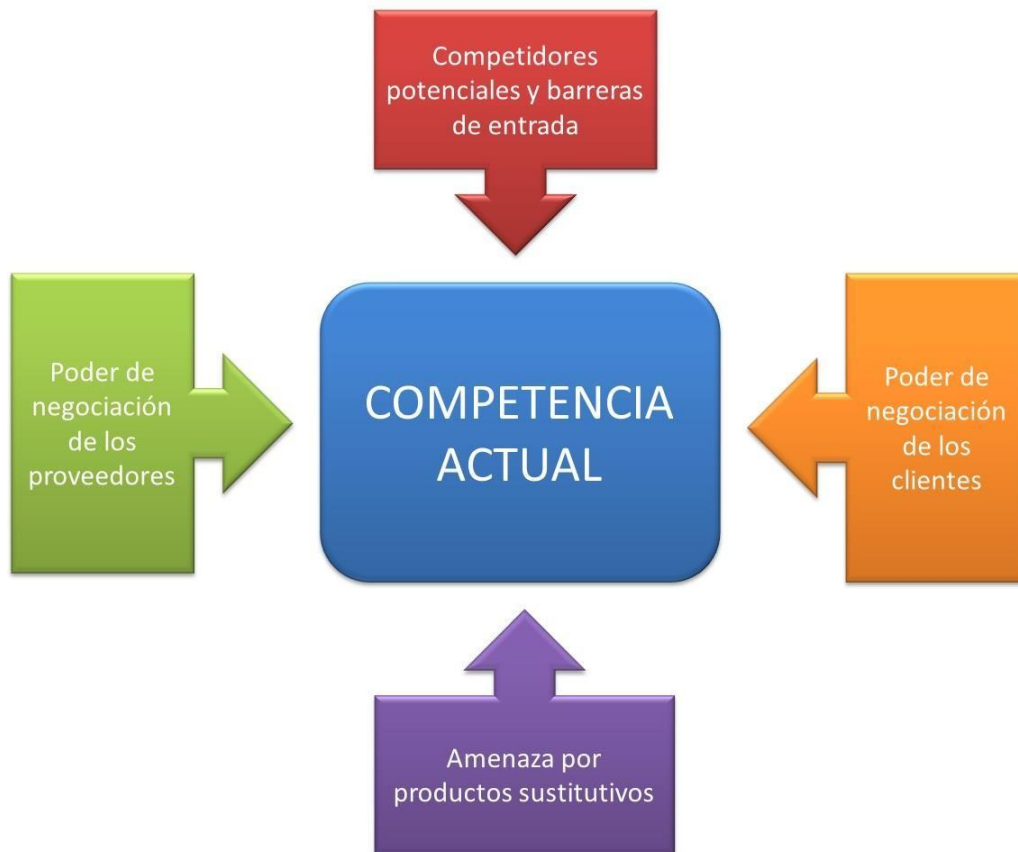 Competidores
potenciales y barreras
de entrada
Poder de
negociación
de los
proveedores
COMPETENCIA
ACTUAL
Poder de
negociación
de los
clientes
Amenaza por
productos sustitutivos